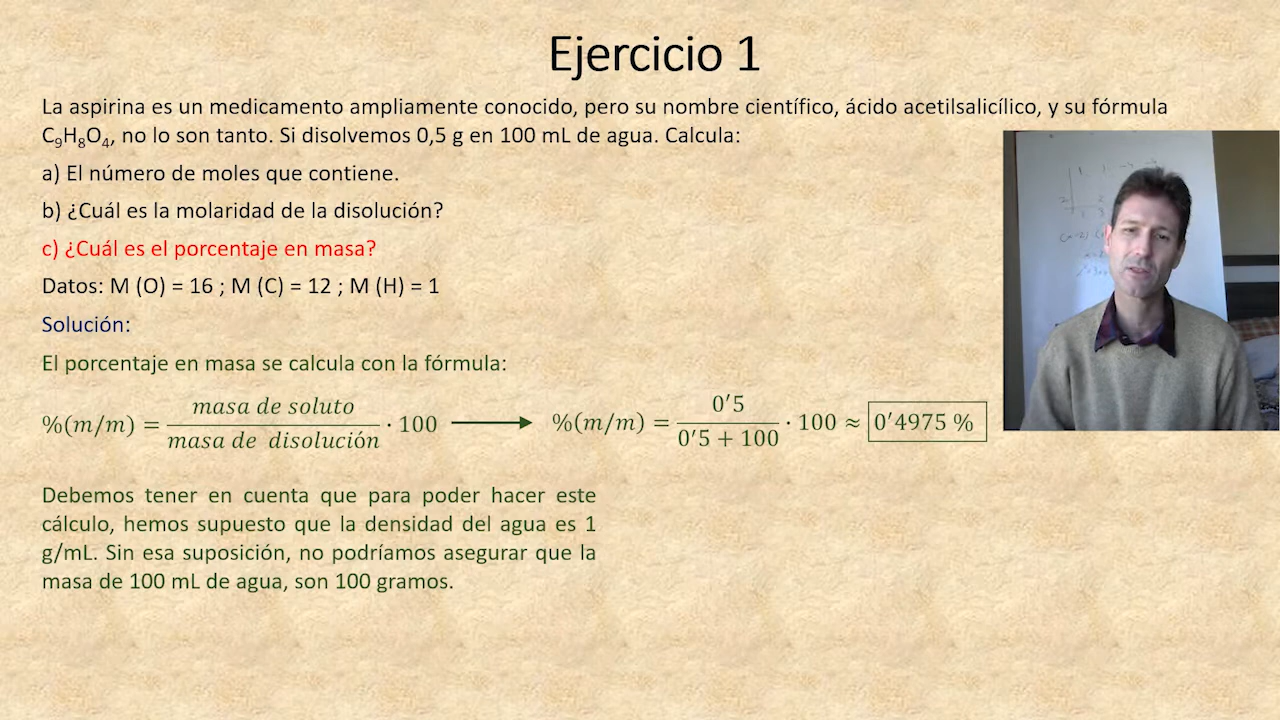 Ejercicio 1
La aspirina es un medicamento ampliamente conocido, pero su nombre científico, ácido acetilsalicílico, y su fórmula
C₉H₈O₄, no lo son tanto. Si disolvemos 0,5 g en 100 mL de agua. Calcula:
a) El número de moles que contiene.
b) ¿Cuál es la molaridad de la disolución?
c) ¿Cuál es el porcentaje en masa?
Datos: M (O) = 16 ; M (C) = 12 ; M (H) = 1
Solución:
El porcentaje en masa se calcula con la fórmula:
%(m/m) = masa de soluto / masa de disolución · 100 → %(m/m) = 0′5 / 0′5 + 100 · 100 ≈ 0′4975 %
Debemos tener en cuenta que para poder hacer este
cálculo, hemos supuesto que la densidad del agua es 1
g/mL. Sin esa suposición, no podríamos asegurar que la
masa de 100 mL de agua, son 100 gramos.